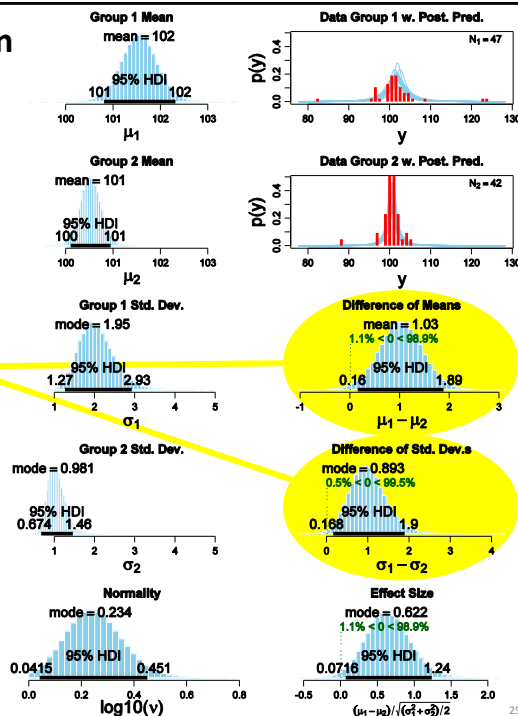 n
Group 1 Mean
mean = 102
95% HDI
101 102
100 101 102 103
μ1
Data Group 1 w. Post. Pred.
N1 = 47
p(y)
0.0 0.2 0.4
80 90 100 110 120 130
y
Group 2 Mean
mean = 101
95% HDI
100 101
100 101 102 103
μ2
Data Group 2 w. Post. Pred.
N2 = 42
p(y)
0.0 0.2 0.4
80 90 100 110 120 130
y
Group 1 Std. Dev.
mode = 1.95
95% HDI
1.27 2.93
1 2 3 4 5
σ1
Difference of Means
mean = 1.03
1.1% < 0 < 98.9%
95% HDI
0.16 1.89
-1 0 1 2 3
μ1 − μ2
Group 2 Std. Dev.
mode = 0.981
95% HDI
0.674 1.46
1 2 3 4 5
σ2
Difference of Std. Dev.s
mode = 0.893
0.5% < 0 < 99.5%
95% HDI
0.168 1.9
0 1 2 3 4
σ1 − σ2
Normality
mode = 0.234
95% HDI
0.0415 0.451
0.0 0.2 0.4 0.6 0.8
log10(ν)
Effect Size
mode = 0.622
1.1% < 0 < 98.9%
95% HDI
0.0716 1.24
-0.5 0.0 0.5 1.0 1.5 2.0
(μ1 − μ2)/√(σ1² + σ2²)/2
25